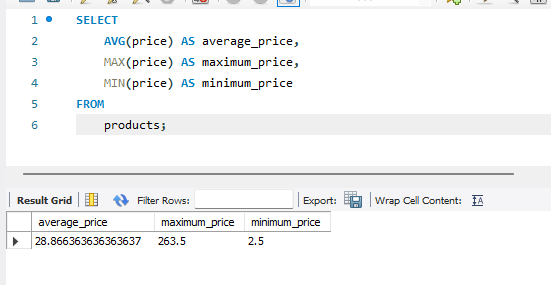 1 SELECT
2 AVG(price) AS average_price,
3 MAX(price) AS maximum_price,
4 MIN(price) AS minimum_price
5 FROM
6 products;
Result Grid Filter Rows: Export: Wrap Cell Content: IA
average_price maximum_price minimum_price
28.866363636363637 263.5 2.5